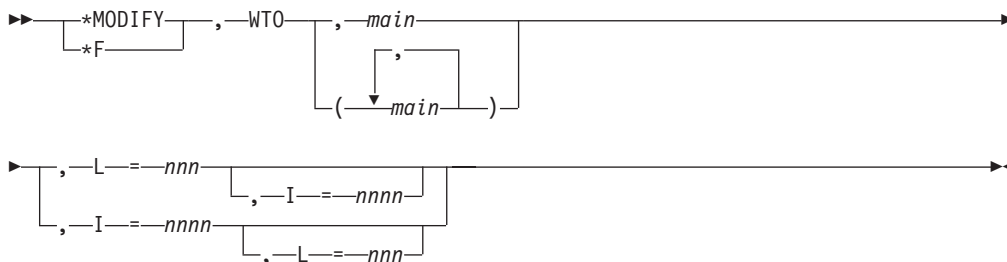 *MODIFY , WTO , main
*F ,
( main )
, L = nnn
, I = nnnn
, I = nnnn
, L = nnn